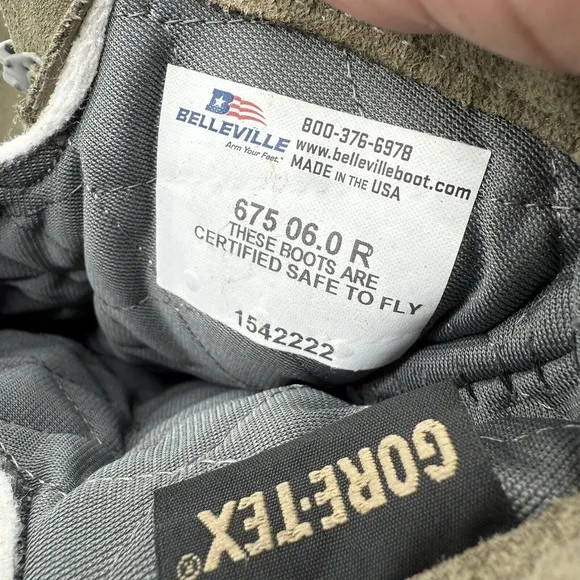 B
BELLEVILLE
Arm Your Feet.
800-376-6978
www.bellevilleboot.com
MADE IN THE USA
675 06.0 R
THESE BOOTS ARE
CERTIFIED SAFE TO FLY
1542222
GORE-TEX®